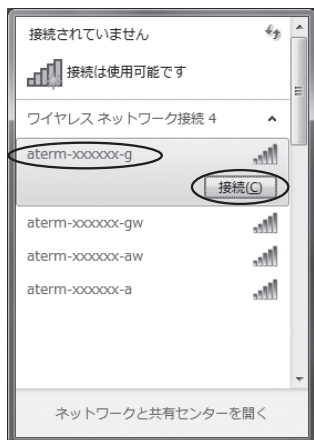 接続されていません
接続は使用可能です
ワイヤレス ネットワーク接続 4
aterm-xxxxxx-g
接続(C)
aterm-xxxxxx-gw
aterm-xxxxxx-aw
aterm-xxxxxx-a
ネットワークと共有センターを開く